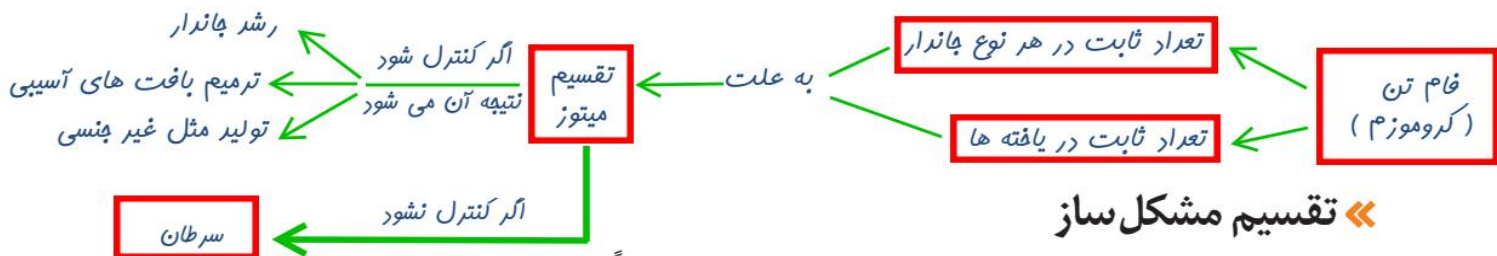 فام تن
( کروموزم )
تعداد ثابت در هر نوع جاندار
تعداد ثابت در یاخته ها
به علت
تقسیم
میتوز
اگر کنترل شود
نتیجه آن می شود
رشد جاندار
ترمیم بافت های آسیبی
تولید مثل غیر جنسی
اگر کنترل نشود
سرطان
» تقسیم مشکل‌ساز